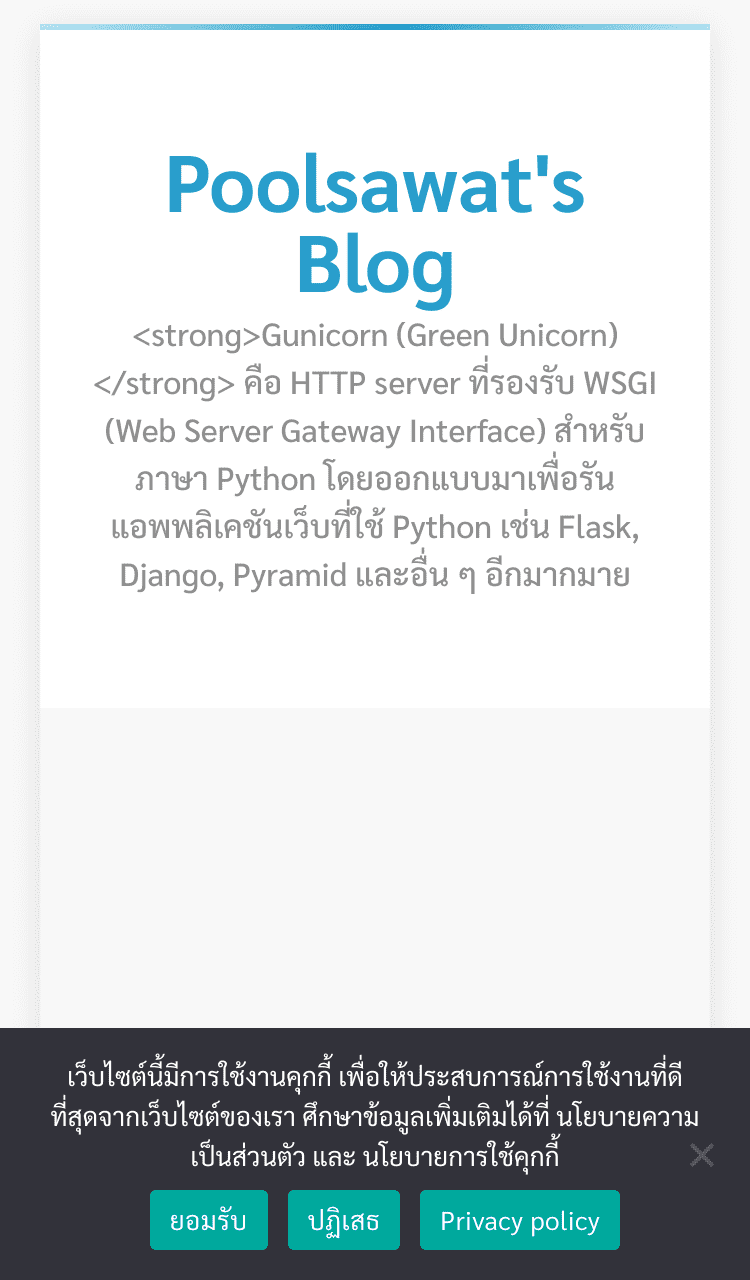 Poolsawat's
Blog
<strong>Gunicorn (Green Unicorn)
</strong> คือ HTTP server ที่รองรับ WSGI
(Web Server Gateway Interface) สำหรับ
ภาษา Python โดยออกแบบมาเพื่อรัน
แอพพลิเคชันเว็บที่ใช้ Python เช่น Flask,
Django, Pyramid และอื่น ๆ อีกมากมาย
เว็บไซต์นี้มีการใช้งานคุกกี้ เพื่อให้ประสบการณ์การใช้งานที่ดี
ที่สุดจากเว็บไซต์ของเรา ศึกษาข้อมูลเพิ่มเติมได้ที่ นโยบายความ
เป็นส่วนตัว และ นโยบายการใช้คุกกี้
ยอมรับ ปฏิเสธ Privacy policy